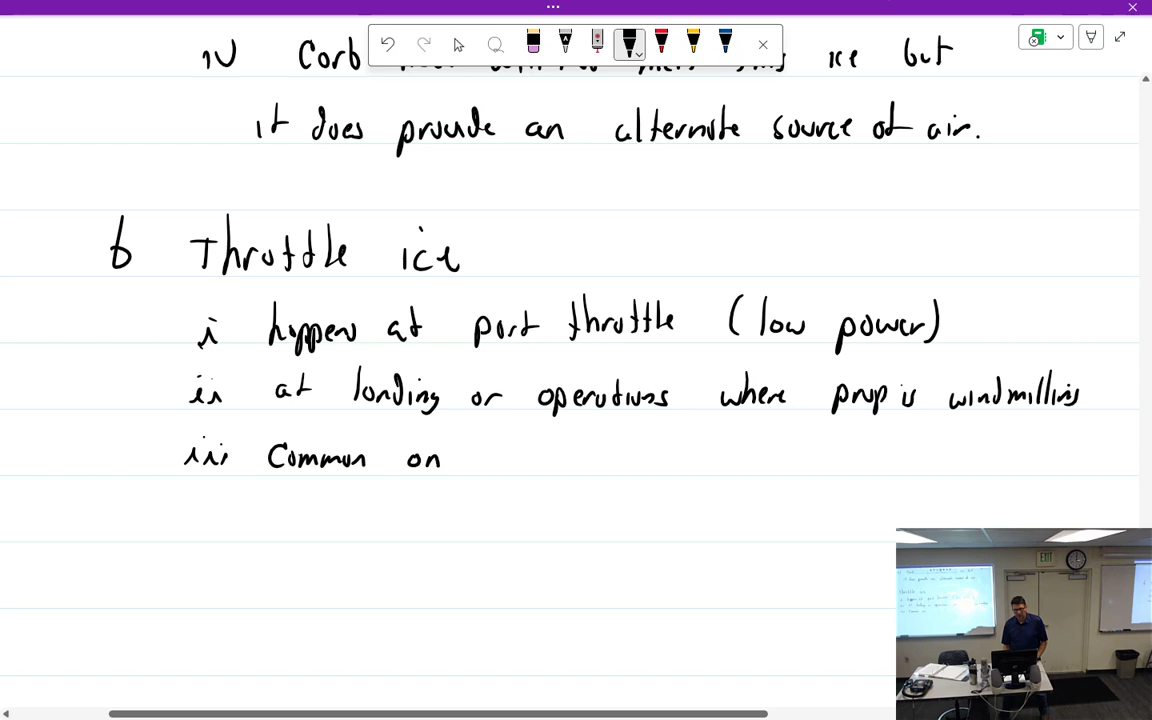 iv Carb ice but
it does provide an alternate source of air.
b Throttle ice
i happens at part throttle (low power)
ii at landing or operations where prop is windmilling
iii Common on
EXIT